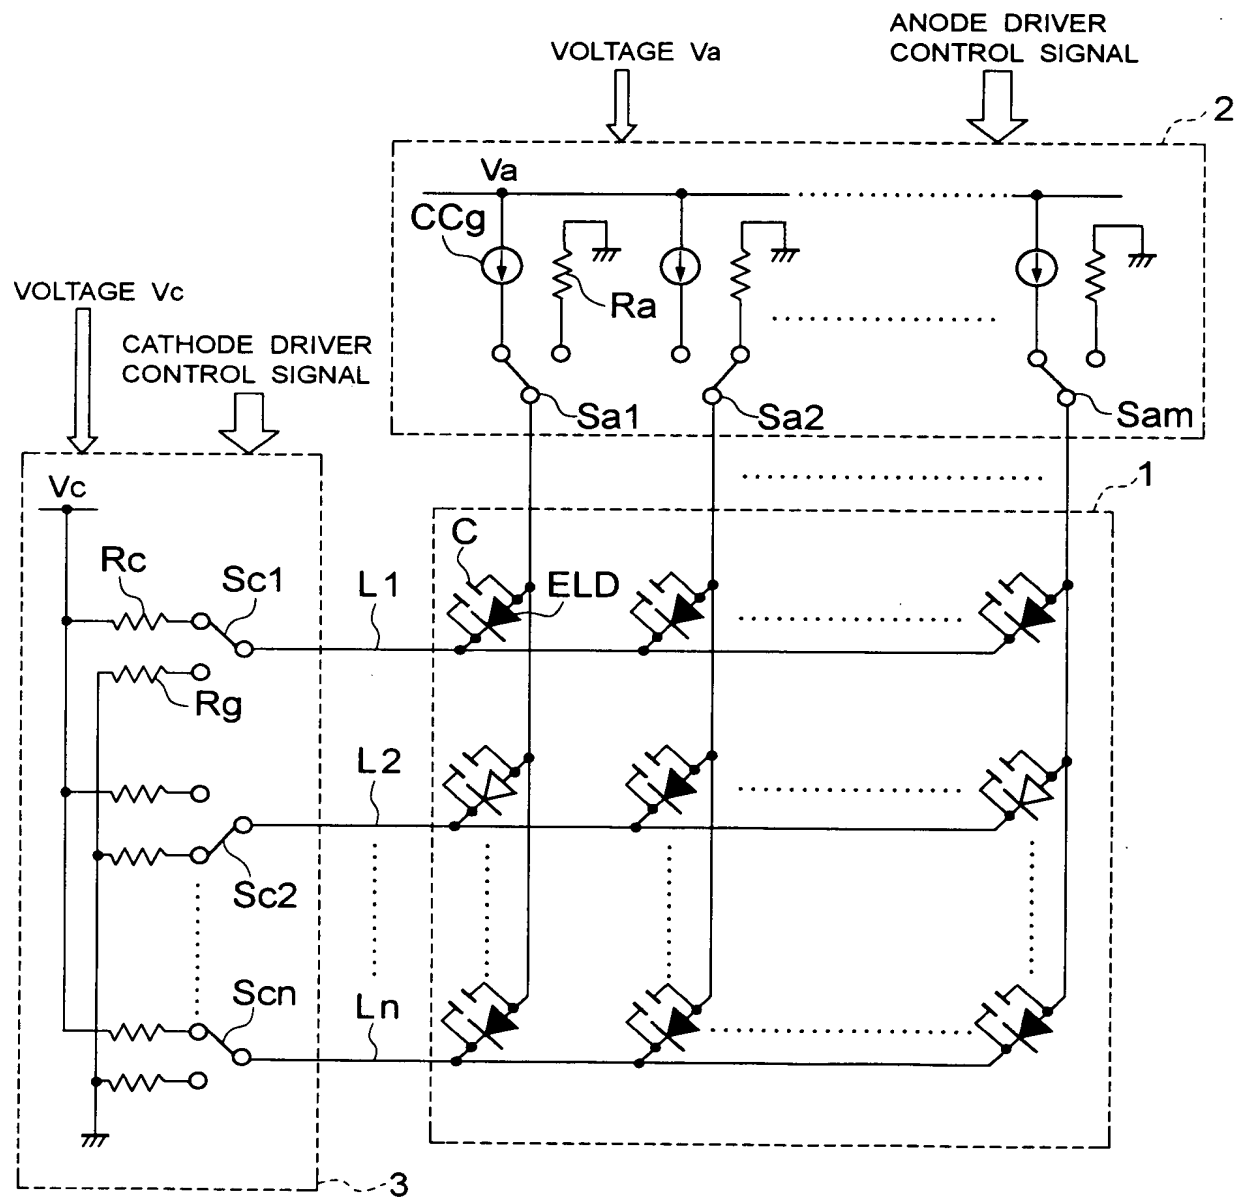 ANODE DRIVER
CONTROL SIGNAL
VOLTAGE Va
2
Va
CCg
Ra
VOLTAGE Vc
CATHODE DRIVER
CONTROL SIGNAL
Sa1
Sa2
Sam
1
Vc
C
ELD
Rc
Sc1
L1
Rg
L2
Sc2
Scn
Ln
3